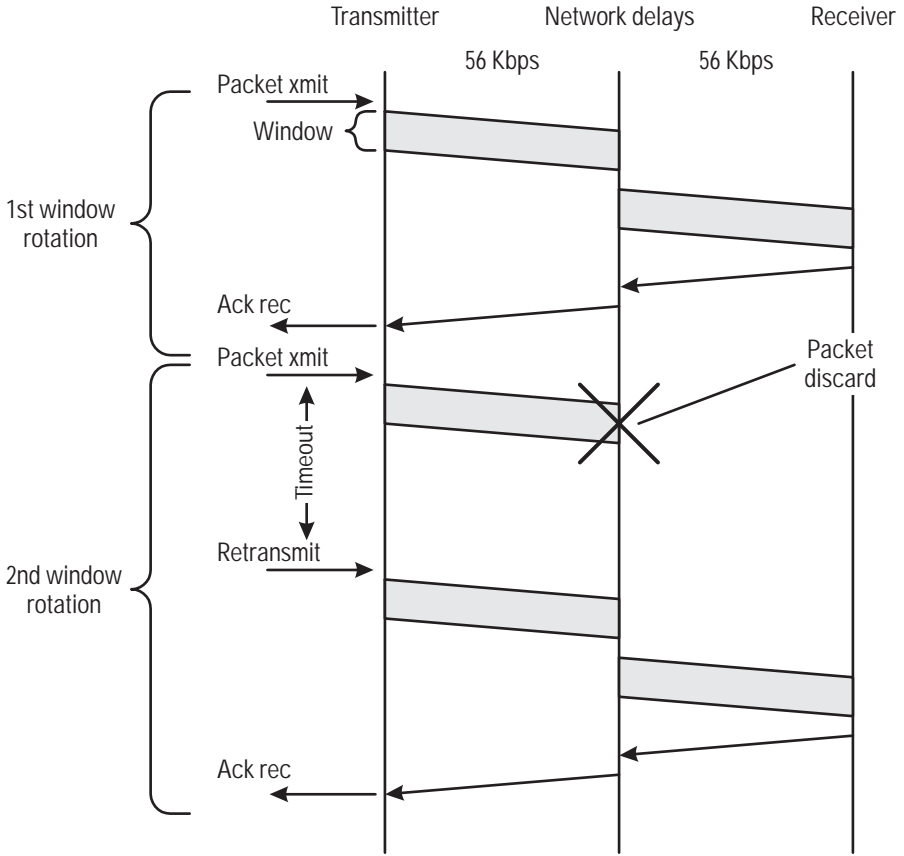 Transmitter
Network delays
Receiver
56 Kbps
56 Kbps
Packet xmit
Window
1st window
rotation
Ack rec
Packet xmit
Packet
discard
Timeout
Retransmit
2nd window
rotation
Ack rec